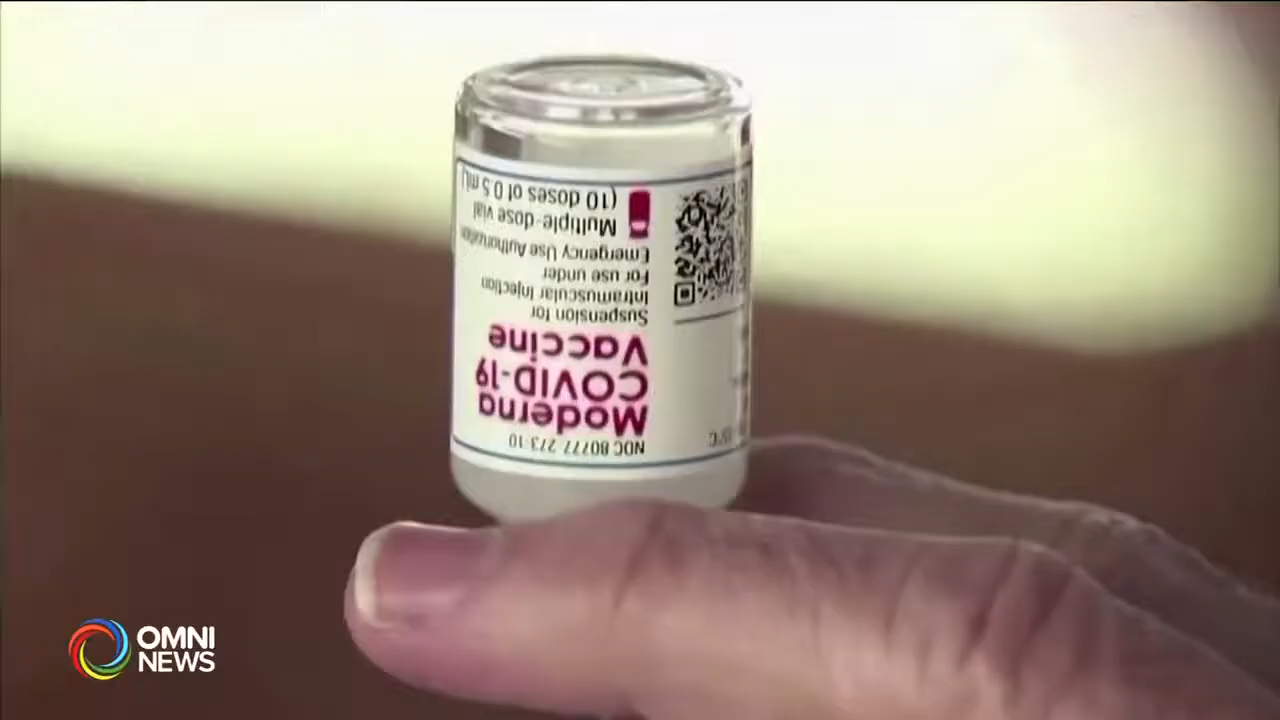 NDC 80777-273-10
Moderna
COVID-19
Vaccine
Suspension for
Intramuscular Injection
For use under
Emergency Use Authorization
Multiple-dose vial
(10 doses of 0.5 mL)
OMNI
NEWS